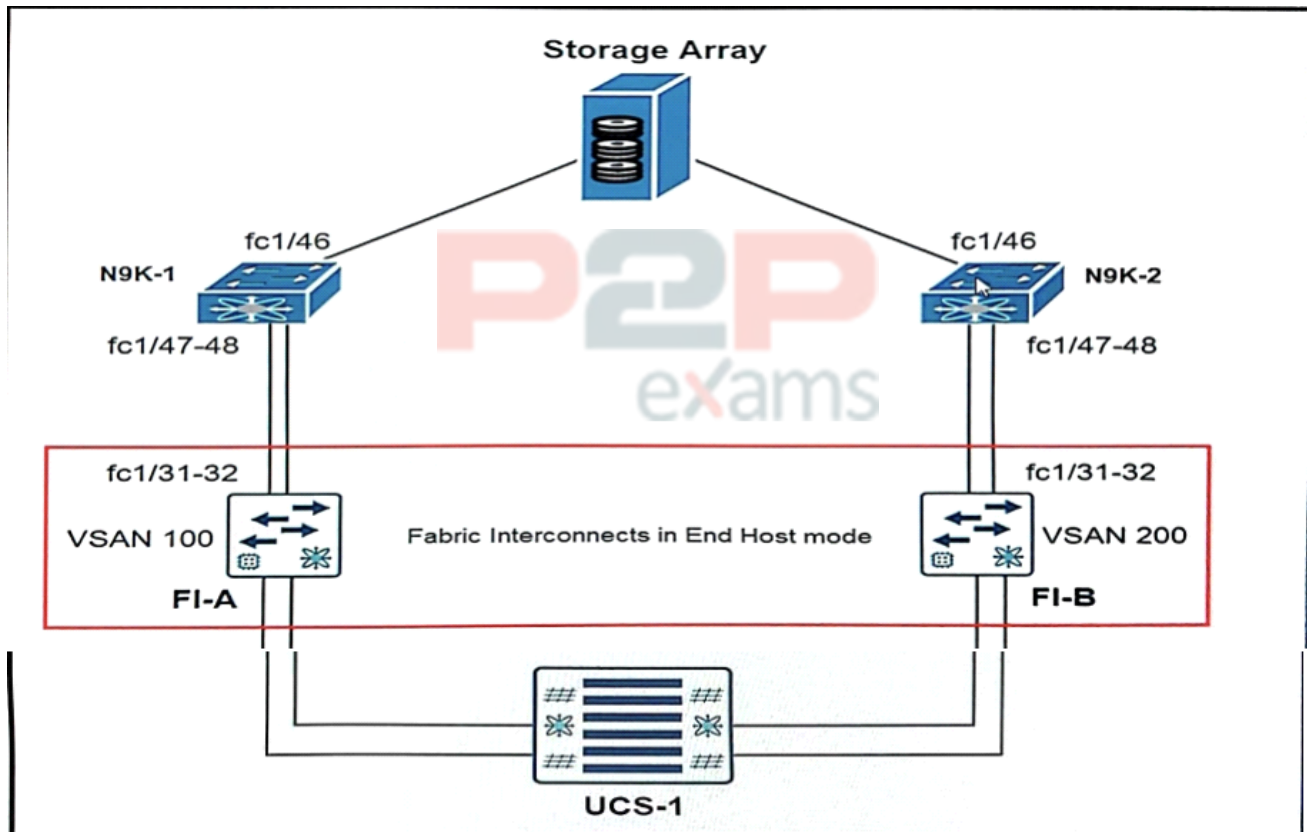 Storage Array
fc1/46
fc1/46
N9K-1
N9K-2
P2P
exams
fc1/47-48
fc1/47-48
fc1/31-32
fc1/31-32
VSAN 100
Fabric Interconnects in End Host mode
VSAN 200
FI-A
FI-B
UCS-1